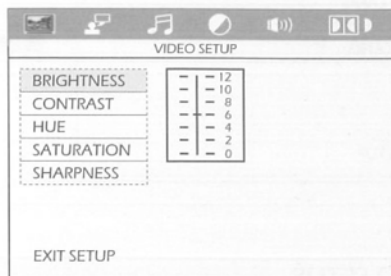 VIDEO SETUP
BRIGHTNESS
CONTRAST
HUE
SATURATION
SHARPNESS
12
10
8
6
4
2
0
EXIT SETUP